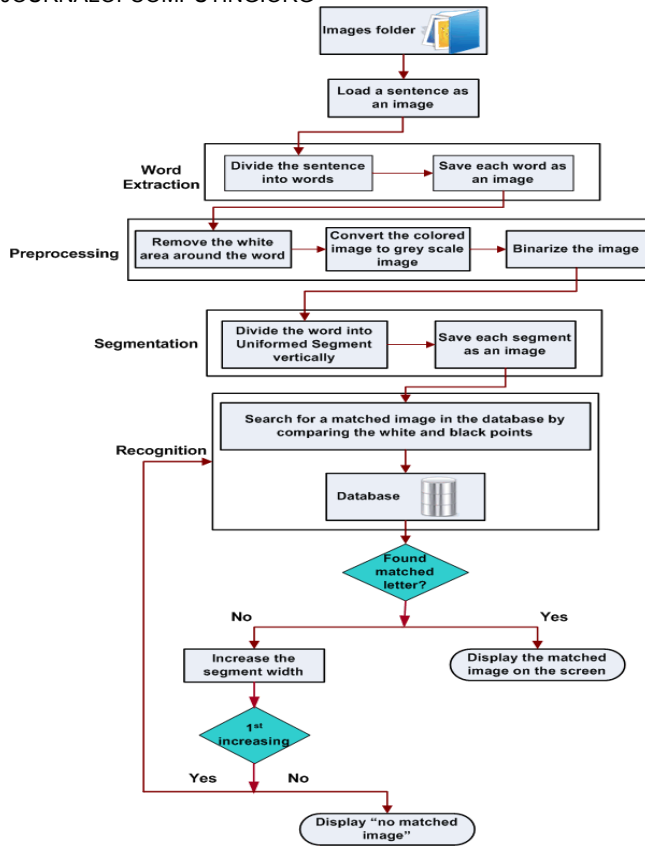 Images folder
Load a sentence as
an image
Word
Extraction
Divide the sentence
into words
Save each word as
an image
Preprocessing
Remove the white
area around the word
Convert the colored
image to grey scale
image
Binarize the image
Segmentation
Divide the word into
Uniformed Segment
vertically
Save each segment
as an image
Recognition
Search for a matched image in the database by
comparing the white and black points
Database
Found
matched
letter?
No
Yes
Increase the
segment width
Display the matched
image on the screen
1st
increasing
Yes
No
Display “no matched
image”